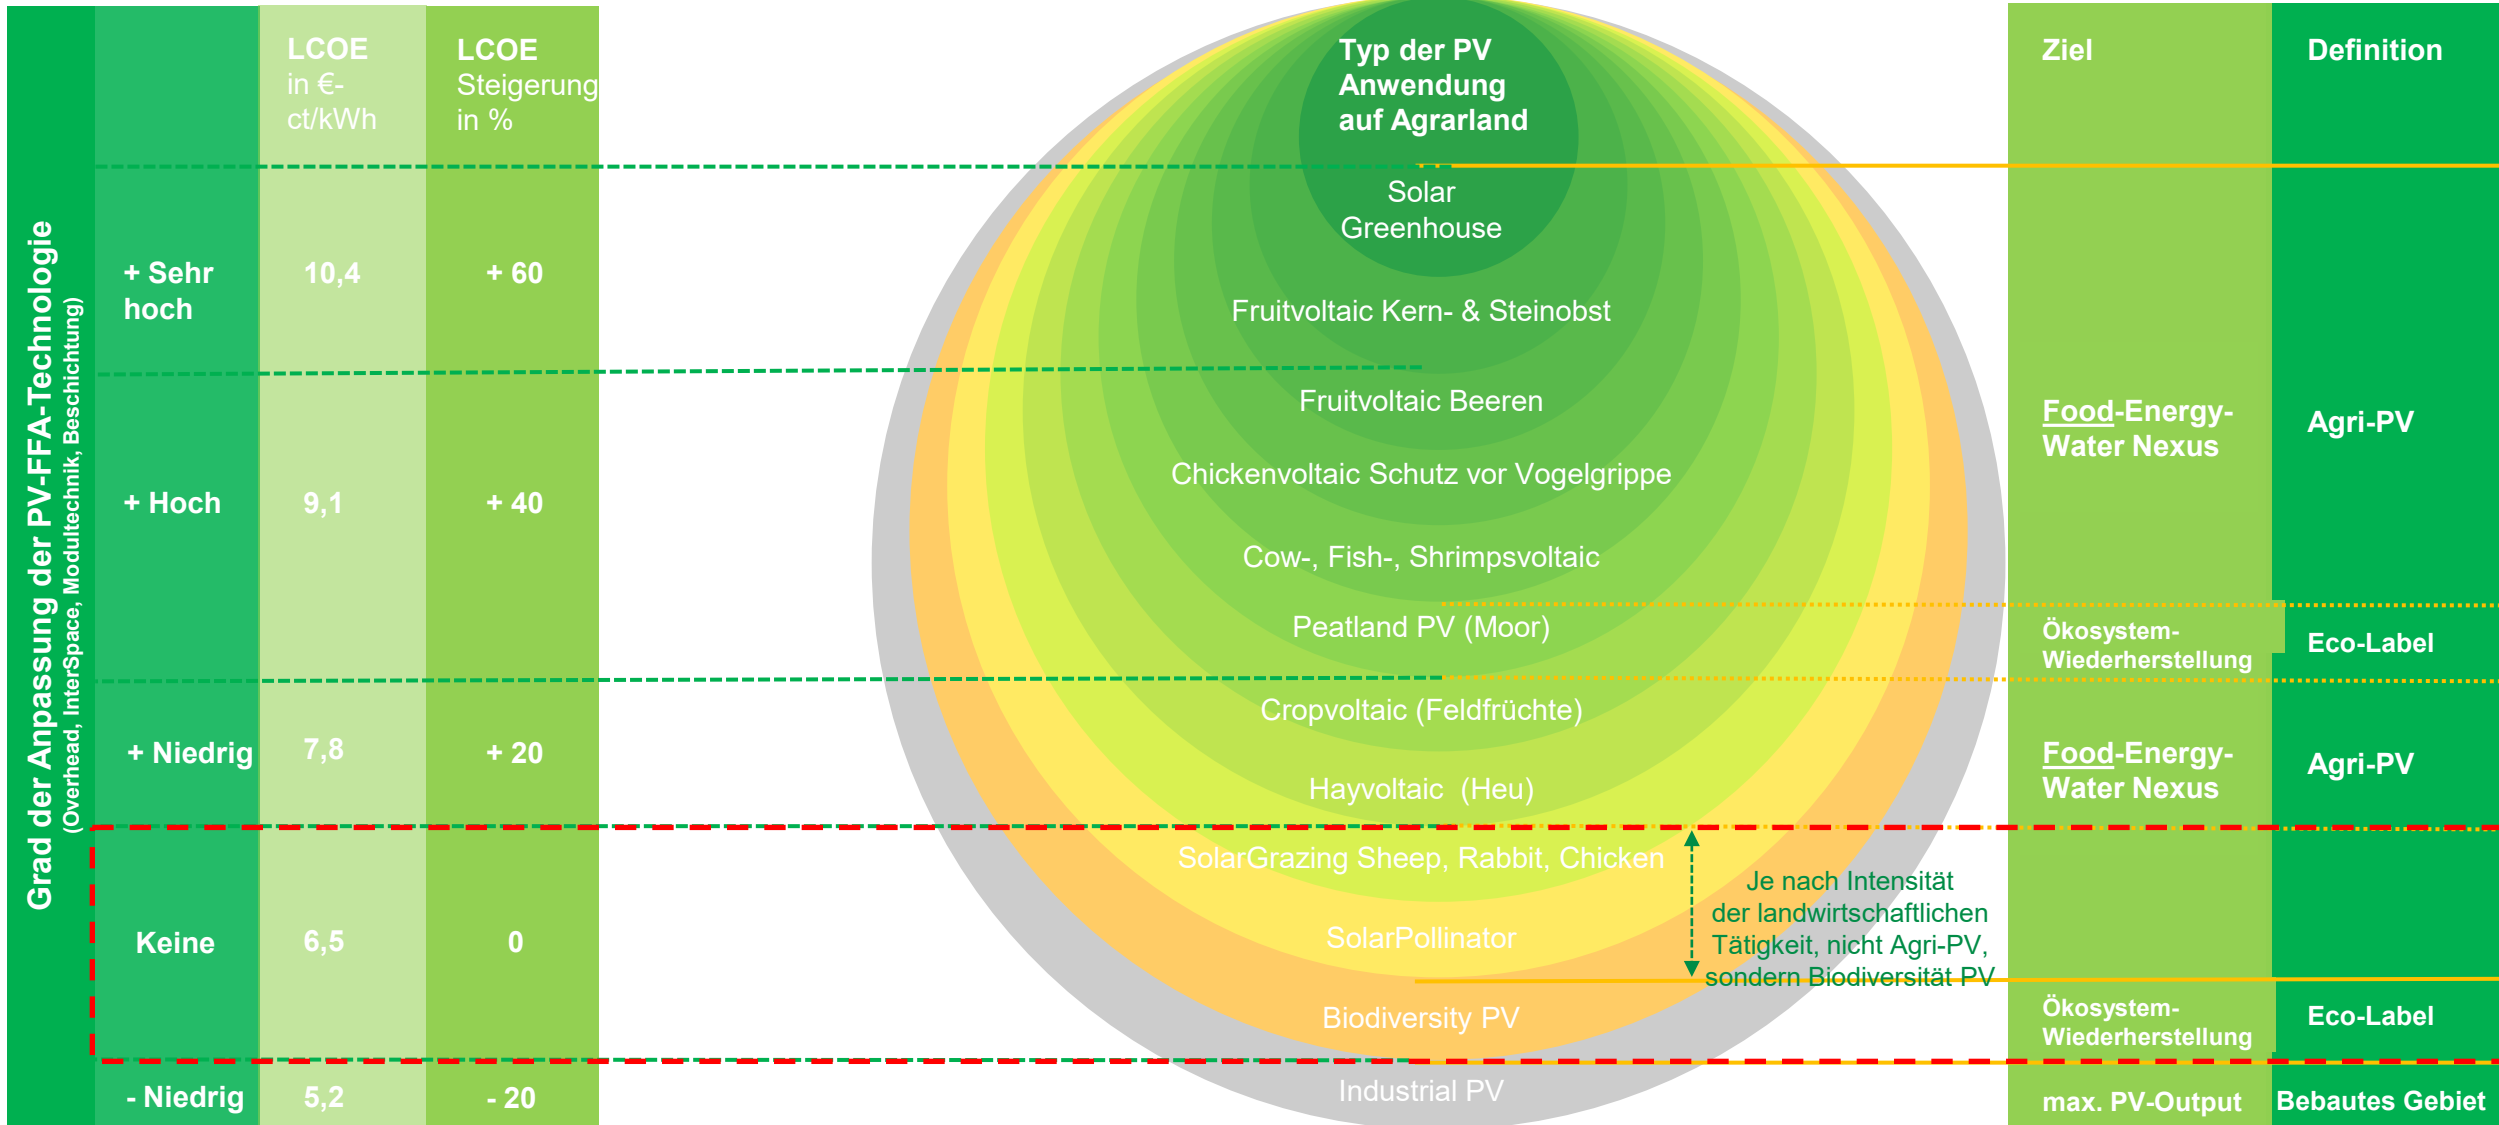 Grad der Anpassung der PV-FFA-Technologie
(Overhead, InterSpace, Modultechnik, Beschichtung)
LCOE
in €-
ct/kWh
LCOE
Steigerung
in %
Typ der PV
Anwendung
auf Agrarland
Ziel
Definition
+ Sehr
hoch
10,4
+ 60
Solar
Greenhouse
Fruitvoltaic Kern- & Steinobst
+ Hoch
9,1
+ 40
Fruitvoltaic Beeren
Chickenvoltaic Schutz vor Vogelgrippe
Cow-, Fish-, Shrimpsvoltaic
Peatland PV (Moor)
Food-Energy-
Water Nexus
Agri-PV
Ökosystem-
Wiederherstellung
Eco-Label
+ Niedrig
7,8
+ 20
Cropvoltaic (Feldfrüchte)
Hayvoltaic (Heu)
Food-Energy-
Water Nexus
Agri-PV
Keine
6,5
0
SolarGrazing Sheep, Rabbit, Chicken
SolarPollinator
Biodiversity PV
Je nach Intensität
der landwirtschaftlichen
Tätigkeit, nicht Agri-PV,
sondern Biodiversität PV
Ökosystem-
Wiederherstellung
Eco-Label
- Niedrig
5,2
- 20
Industrial PV
max. PV-Output
Bebautes Gebiet